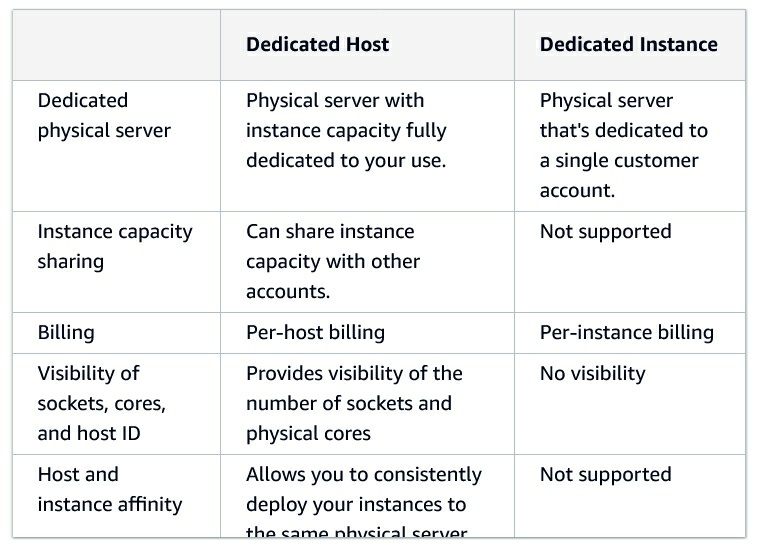 Dedicated Host
Dedicated Instance
Dedicated
physical server
Physical server with
instance capacity fully
dedicated to your use.
Physical server
that's dedicated to
a single customer
account.
Instance capacity
sharing
Can share instance
capacity with other
accounts.
Not supported
Billing
Per-host billing
Per-instance billing
Visibility of
sockets, cores,
and host ID
Provides visibility of the
number of sockets and
physical cores
No visibility
Host and
instance affinity
Allows you to consistently
deploy your instances to
the same physical server
Not supported